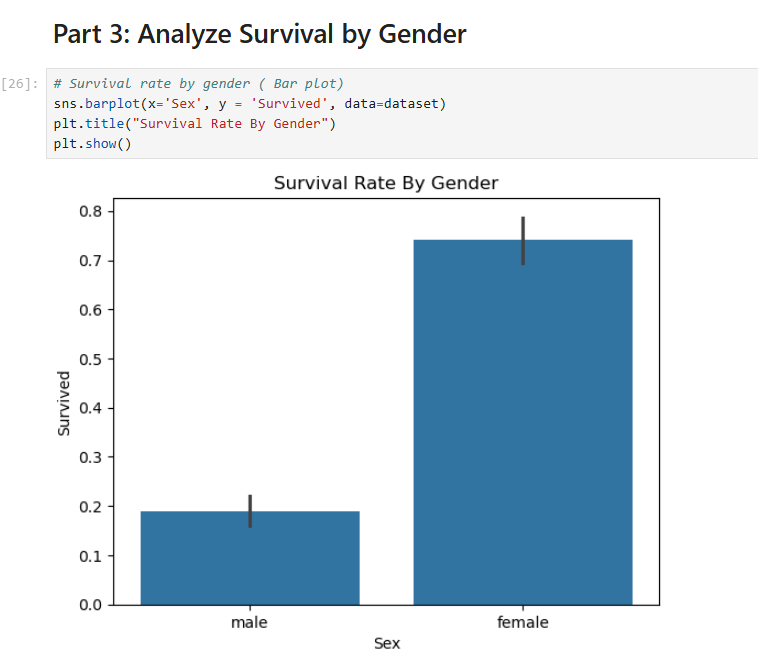 Part 3: Analyze Survival by Gender
[26]:
# Survival rate by gender ( Bar plot)
sns.barplot(x='Sex', y = 'Survived', data=dataset)
plt.title("Survival Rate By Gender")
plt.show()
Survival Rate By Gender
0.8
0.7
0.6
0.5
0.4
0.3
0.2
0.1
0.0
Survived
male
female
Sex